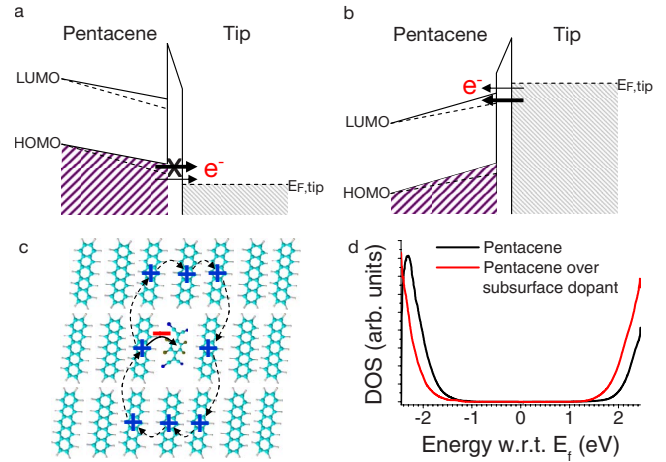 a
Pentacene Tip
LUMO
HOMO
e-
EF,tip
b
Pentacene Tip
e-
EF,tip
LUMO
HOMO
c
+ + +
−
+ +
+ + +
d
DOS (arb. units)
Pentacene
Pentacene over
subsurface dopant
-2 -1 0 1 2
Energy w.r.t. Ef (eV)